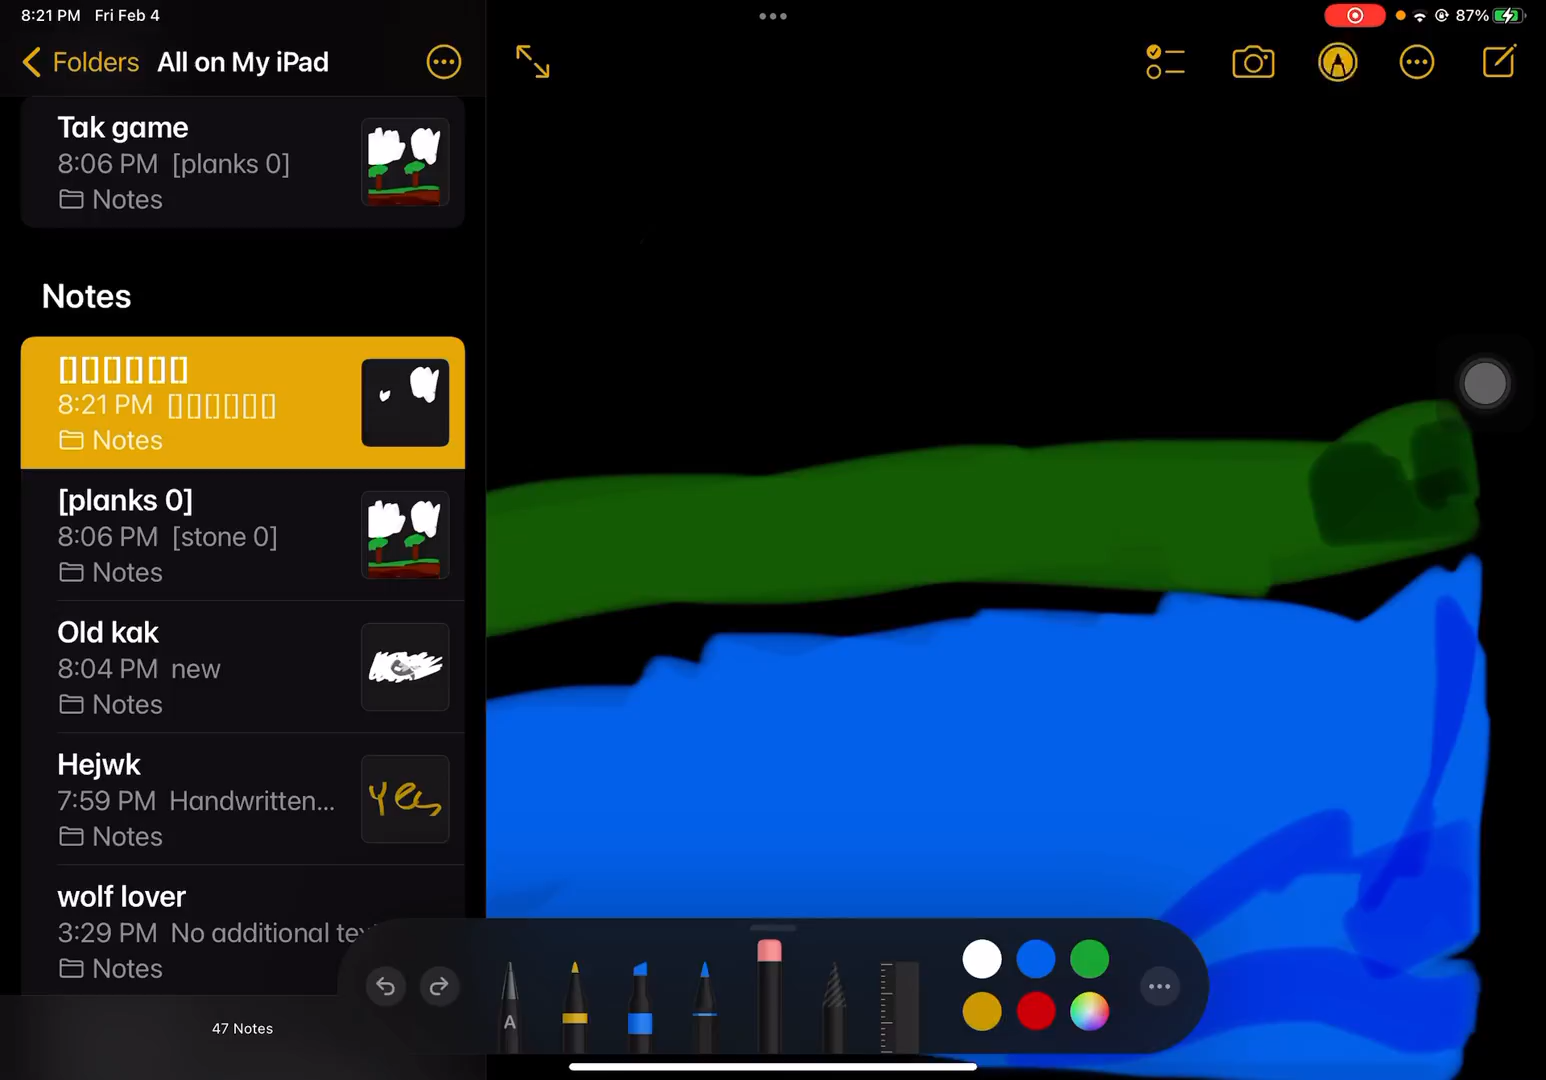 8:21 PM Fri Feb 4
87%
Folders All on My iPad
Tak game
8:06 PM [planks 0]
Notes
Notes
▯▯▯▯▯▯
8:21 PM ▯▯▯▯▯▯
Notes
[planks 0]
8:06 PM [stone 0]
Notes
Old kak
8:04 PM new
Notes
Hejwk
7:59 PM Handwritten...
yes
Notes
wolf lover
3:29 PM No additional tex
Notes
47 Notes
A